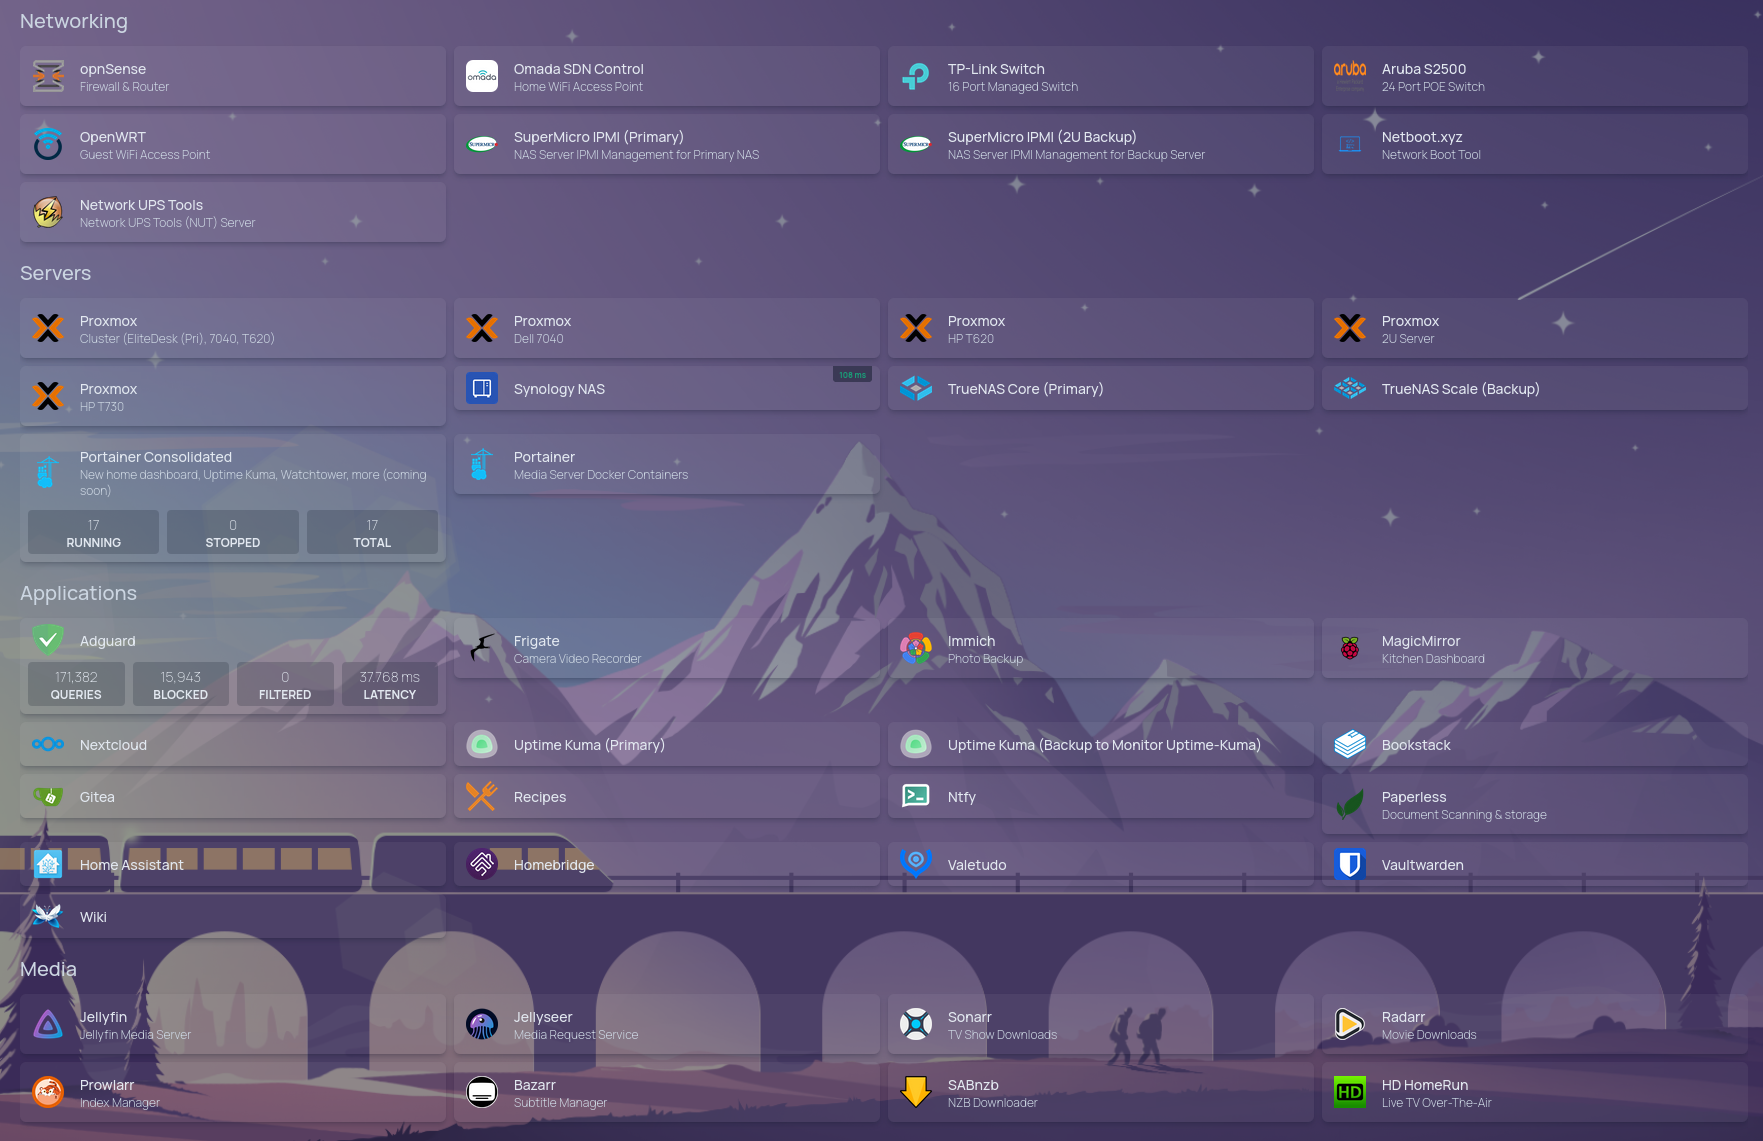 Networking
opnSense
Firewall & Router
Omada SDN Control
Home WiFi Access Point
TP-Link Switch
16 Port Managed Switch
aruba
Aruba S2500
24 Port POE Switch
omada
OpenWRT
Guest WiFi Access Point
SUPERMICRO
SuperMicro IPMI (Primary)
NAS Server IPMI Management for Primary NAS
SUPERMICRO
SuperMicro IPMI (2U Backup)
NAS Server IPMI Management for Backup Server
Netboot.xyz
Network Boot Tool
Network UPS Tools
Network UPS Tools (NUT) Server
Servers
Proxmox
Cluster (EliteDesk (Pri), 7040, T620)
Proxmox
Dell 7040
Proxmox
HP T620
Proxmox
2U Server
Proxmox
HP T730
Synology NAS
108 ms
TrueNAS Core (Primary)
TrueNAS Scale (Backup)
Portainer Consolidated
New home dashboard, Uptime Kuma, Watchtower, more (coming
soon)
17
RUNNING
0
STOPPED
17
TOTAL
Portainer
Media Server Docker Containers
Applications
Adguard
171,382
QUERIES
15,943
BLOCKED
0
FILTERED
37.768 ms
LATENCY
Frigate
Camera Video Recorder
Immich
Photo Backup
MagicMirror
Kitchen Dashboard
Nextcloud
Uptime Kuma (Primary)
Uptime Kuma (Backup to Monitor Uptime-Kuma)
Bookstack
Gitea
Recipes
Ntfy
Paperless
Document Scanning & storage
Home Assistant
Homebridge
Valetudo
Vaultwarden
Wiki
Media
Jellyfin
Jellyfin Media Server
Jellyseer
Media Request Service
Sonarr
TV Show Downloads
Radarr
Movie Downloads
Prowlarr
Index Manager
Bazarr
Subtitle Manager
SABnzb
NZB Downloader
HD
HD HomeRun
Live TV Over-The-Air